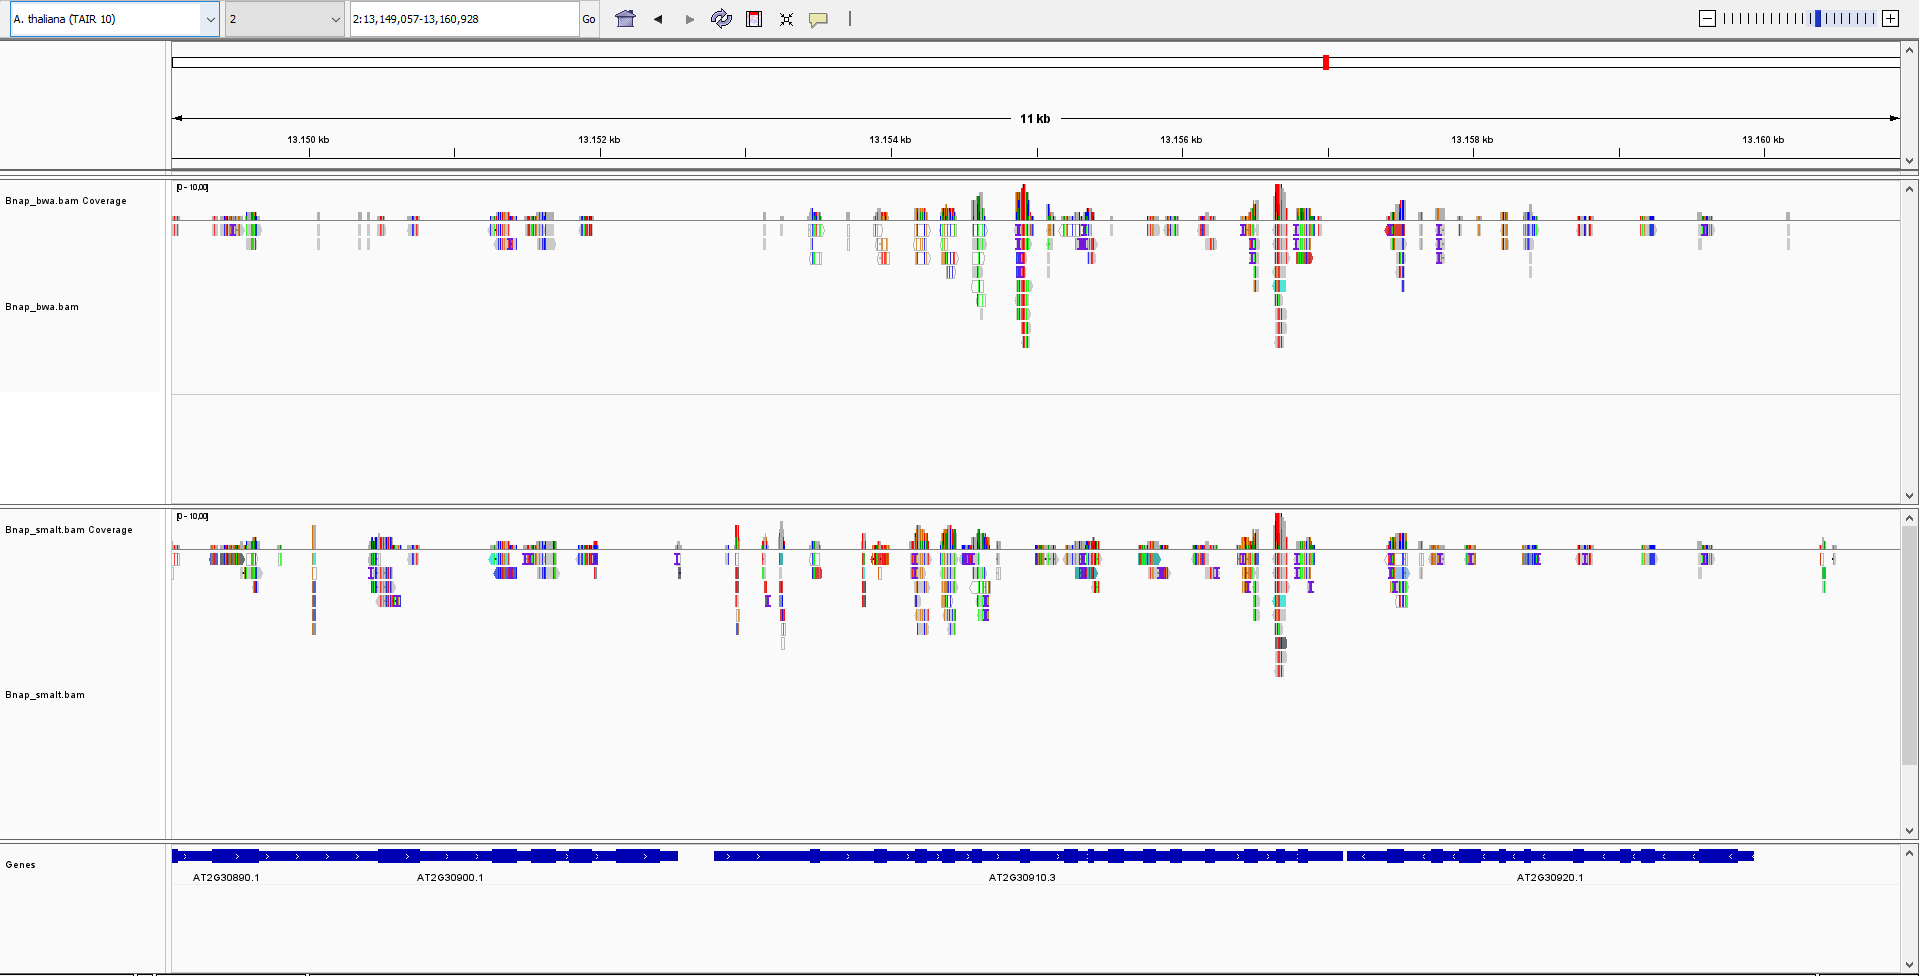 A. thaliana (TAIR 10) 2 2:13,149,057-13,160,928 Go
11 kb
13.150 kb 13.152 kb 13.154 kb 13.156 kb 13.158 kb 13.160 kb
[0 - 10,00]
Bnap_bwa.bam Coverage
Bnap_bwa.bam
[0 - 10,00]
Bnap_smalt.bam Coverage
Bnap_smalt.bam
Genes
AT2G30890.1 AT2G30900.1 AT2G30910.3 AT2G30920.1